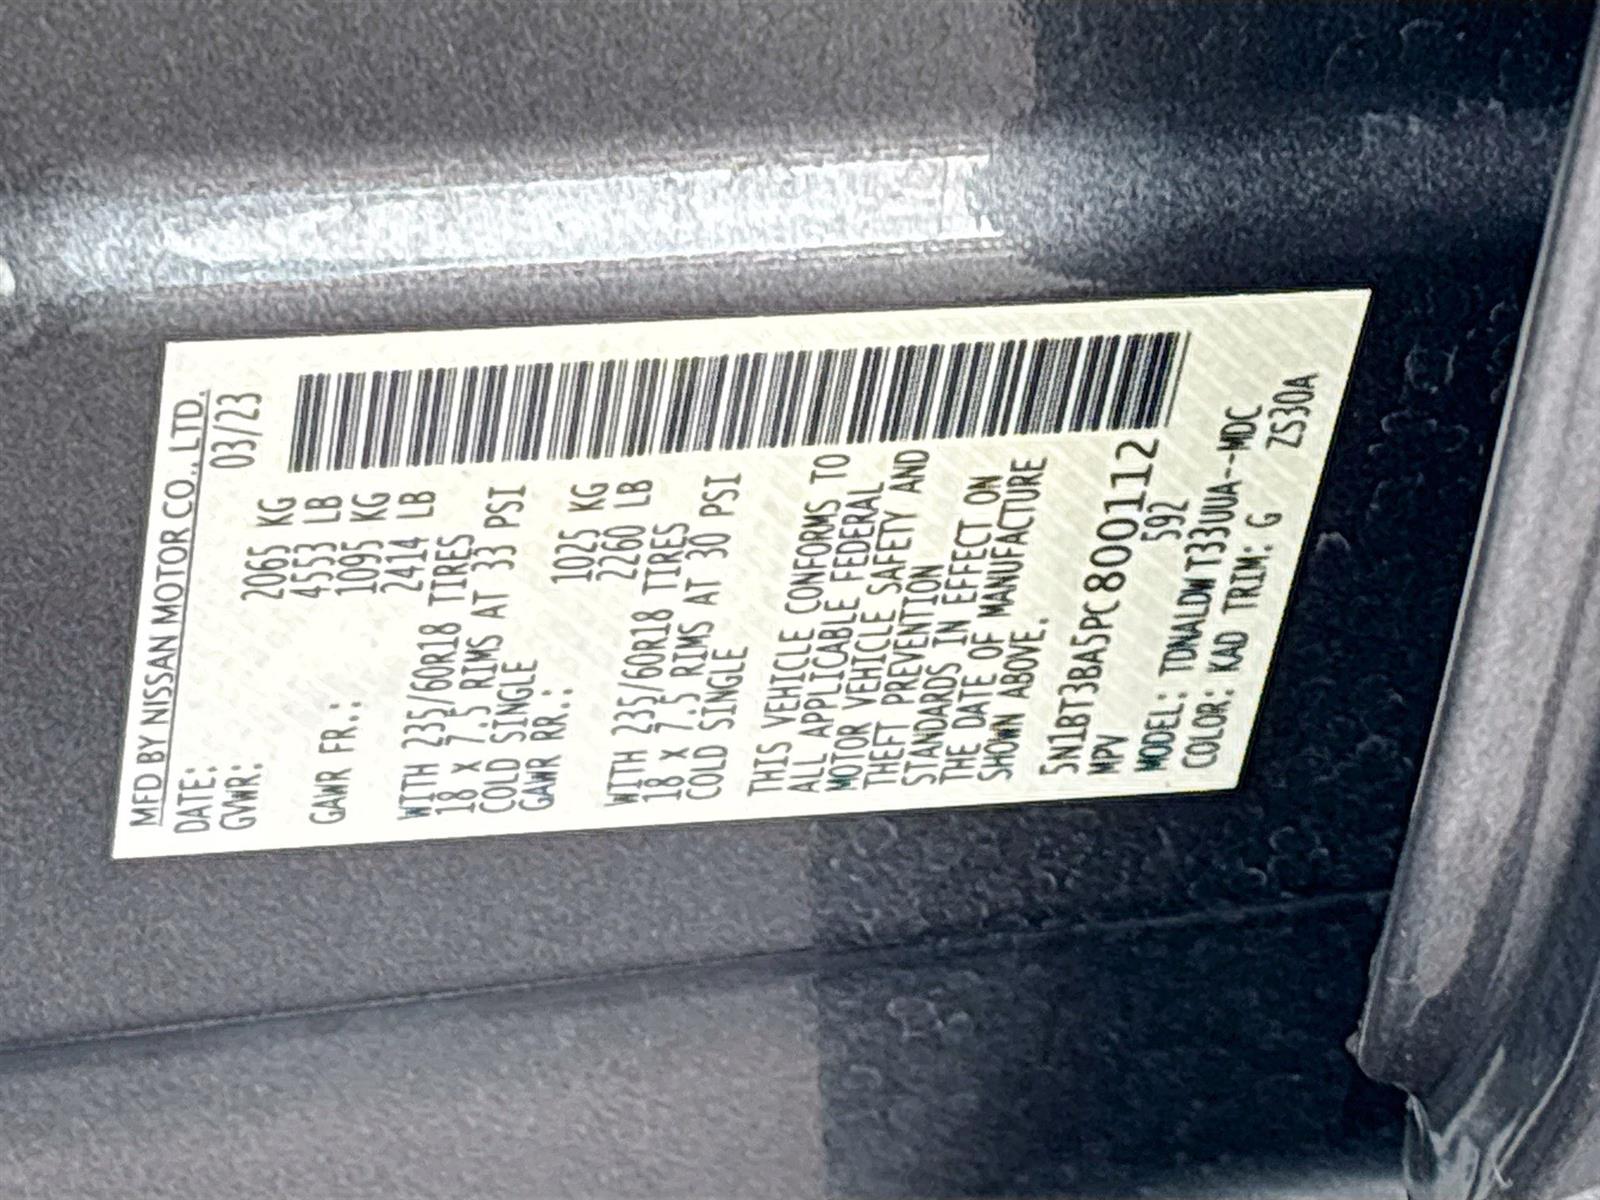 MFD BY NISSAN MOTOR CO., LTD.
DATE: 03/23
GVWR: 2065 KG
4553 LB
GAWR FR.: 1095 KG
2414 LB
WITH 235/60R18 TIRES
18 X 7.5 RIMS AT 33 PSI
COLD SINGLE
GAWR RR.: 1025 KG
2260 LB
WITH 235/60R18 TIRES
18 X 7.5 RIMS AT 30 PSI
COLD SINGLE
THIS VEHICLE CONFORMS TO
ALL APPLICABLE FEDERAL
MOTOR VEHICLE SAFETY AND
THEFT PREVENTION
STANDARDS IN EFFECT ON
THE DATE OF MANUFACTURE
SHOWN ABOVE.
5N1BT3BA5PC800112
MPV 592
MODEL: TDNALDWT33UUA--MDC
COLOR: KAD TRIM: G ZS30A